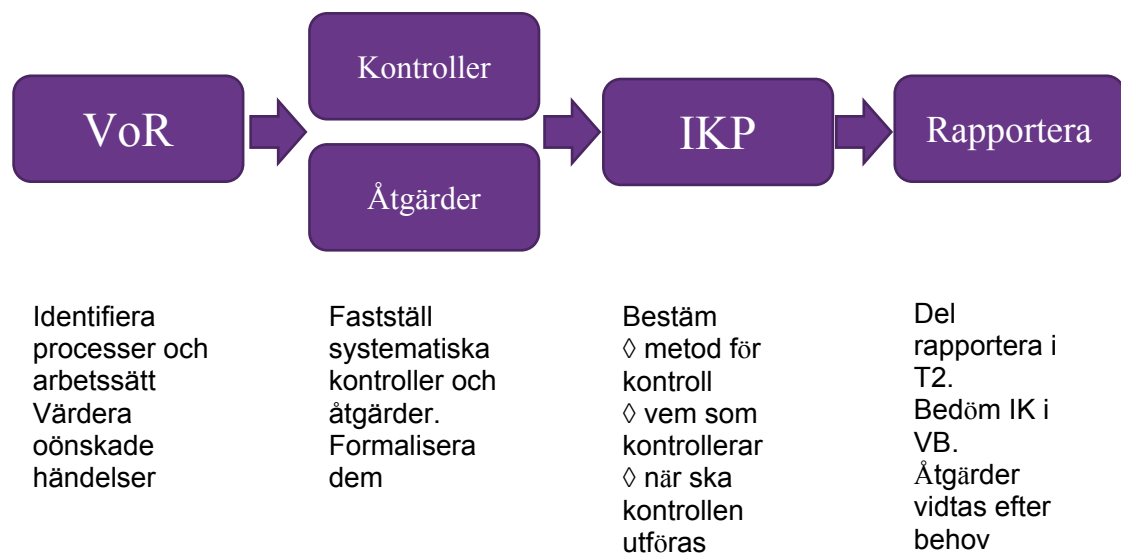 VoR
Kontroller
Åtgärder
IKP
Rapportera
Identifiera
processer och
arbetssätt
Värdera
oönskade
händelser
Fastställ
systematiska
kontroller och
åtgärder.
Formalisera
dem
Bestäm
◊ metod för
kontroll
◊ vem som
kontrollerar
◊ när ska
kontrollen
utföras
Del
rapportera i
T2.
Bedöm IK i
VB.
Åtgärder
vidtas efter
behov